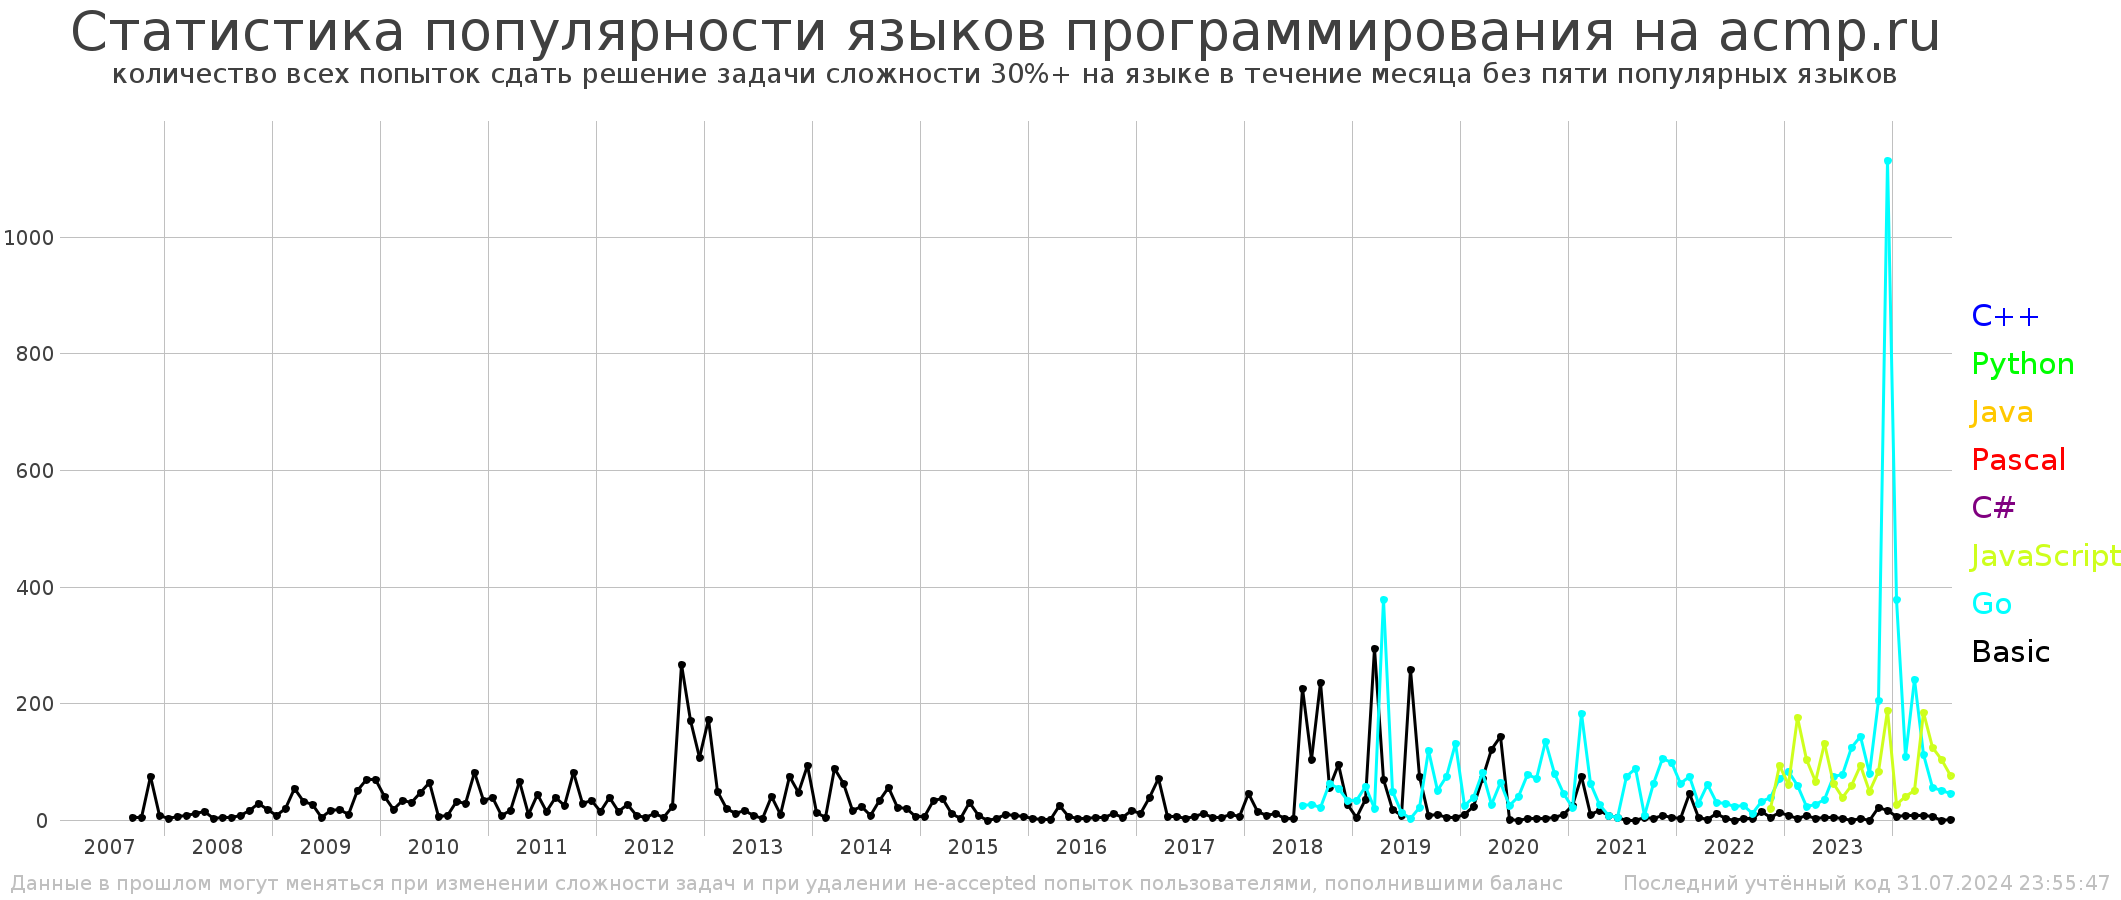 Статистика популярности языков программирования на acmp.ru
количество всех попыток сдать решение задачи сложности 30%+ на языке в течение месяца без пяти популярных языков
1000
800
600
400
200
0
C++
Python
Java
Pascal
C#
JavaScript
Go
Basic
2007 2008 2009 2010 2011 2012 2013 2014 2015 2016 2017 2018 2019 2020 2021 2022 2023
Данные в прошлом могут меняться при изменении сложности задач и при удалении не-accepted попыток пользователями, пополнившими баланс
Последний учтённый код 31.07.2024 23:55:47